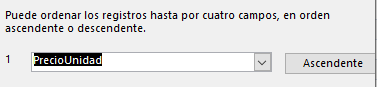 Puede ordenar los registros hasta por cuatro campos, en orden
ascendente o descendente.
1 PrecioUnidad Ascendente